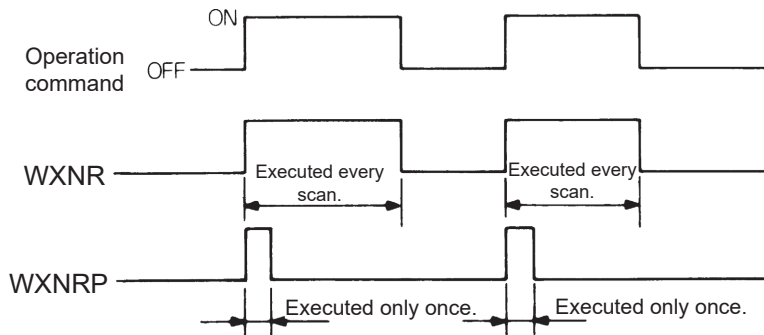 ON
Operation
command
OFF
WXNR
Executed every
scan.
Executed every
scan.
WXNRP
Executed only once.
Executed only once.